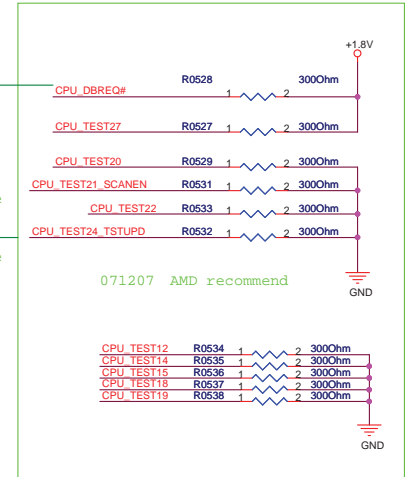 +1.8V
CPU_DBREQ# R0528 1 2 300Ohm
CPU_TEST27 R0527 1 2 300Ohm
CPU_TEST20 R0529 1 2 300Ohm
CPU_TEST21_SCANEN R0531 1 2 300Ohm
CPU_TEST22 R0533 1 2 300Ohm
CPU_TEST24_TSTUPD R0532 1 2 300Ohm
e
e
071207 AMD recommend
GND
CPU_TEST12 R0534 1 2 300Ohm
CPU_TEST14 R0535 1 2 300Ohm
CPU_TEST15 R0536 1 2 300Ohm
CPU_TEST18 R0537 1 2 300Ohm
CPU_TEST19 R0538 1 2 300Ohm
GND